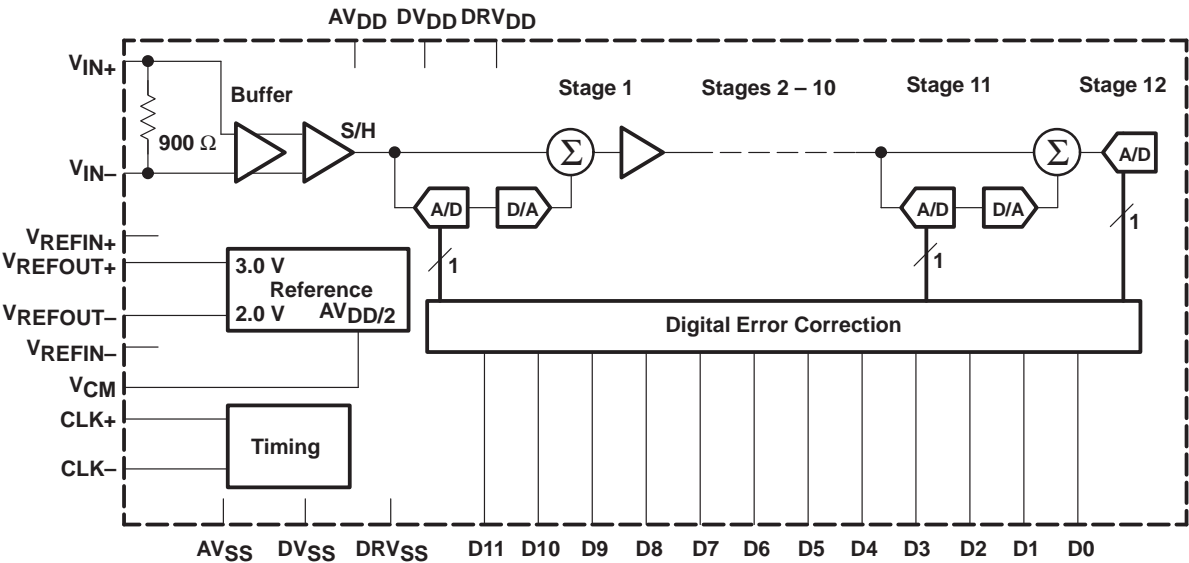 AVDD DVDD DRVDD
VIN+
Buffer
Stage 1
Stages 2 – 10
Stage 11
Stage 12
S/H
900 Ω
Σ
Σ
A/D
VIN–
A/D
D/A
A/D
D/A
1
1
1
VREFIN+
VREFOUT+
3.0 V
Reference
VREFOUT–
2.0 V
AVDD/2
Digital Error Correction
VREFIN–
VCM
CLK+
Timing
CLK–
AVSS DVSS DRVSS D11 D10 D9 D8 D7 D6 D5 D4 D3 D2 D1 D0